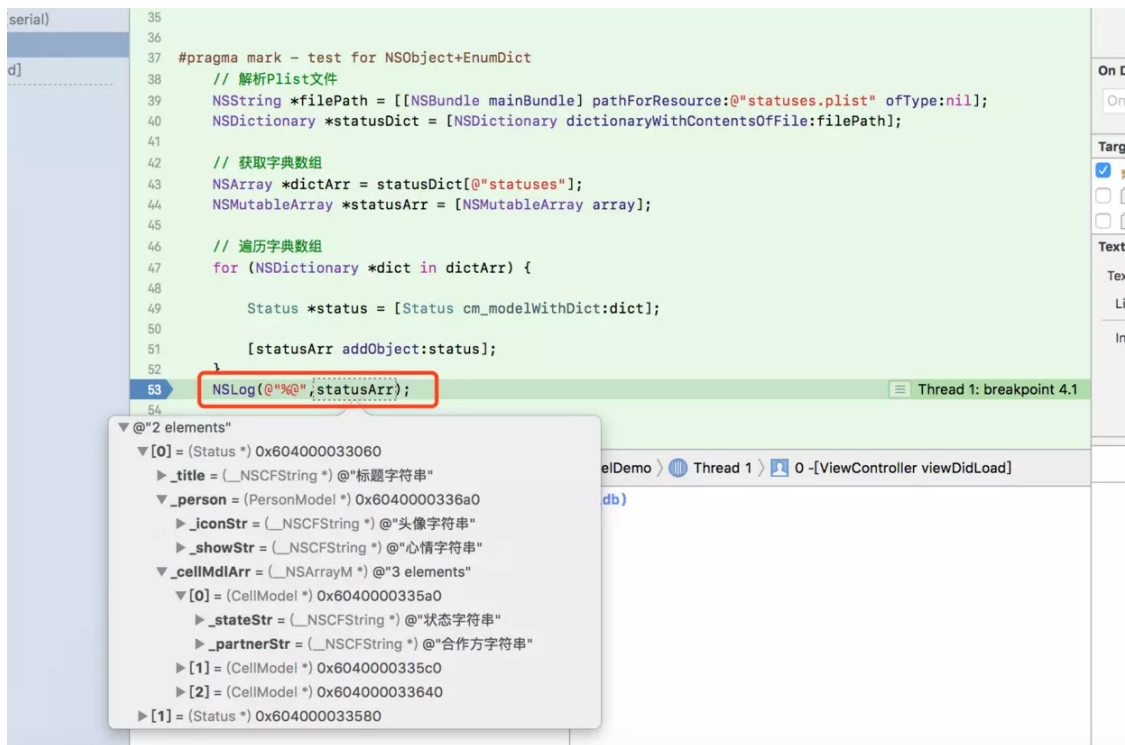 serial)
d]
35
36
37 #pragma mark - test for NSObject+EnumDict
38 // 解析Plist文件
39 NSString *filePath = [[NSBundle mainBundle] pathForResource:@"statuses.plist" ofType:nil];
40 NSDictionary *statusDict = [NSDictionary dictionaryWithContentsOfFile:filePath];
41
42 // 获取字典数组
43 NSArray *dictArr = statusDict[@"statuses"];
44 NSMutableArray *statusArr = [NSMutableArray array];
45
46 // 遍历字典数组
47 for (NSDictionary *dict in dictArr) {
48
49 Status *status = [Status cm_modelWithDict:dict];
50
51 [statusArr addObject:status];
52 }
53 NSLog(@"%@",statusArr);
Thread 1: breakpoint 4.1
54
@"2 elements"
[0] = (Status *) 0x604000033060
_title = (__NSCFString *) @"标题字符串"
_person = (PersonModel *) 0x6040000336a0
_iconStr = (__NSCFString *) @"头像字符串"
_showStr = (__NSCFString *) @"心情字符串"
_cellMdlArr = (__NSArrayM *) @"3 elements"
[0] = (CellModel *) 0x6040000335a0
_stateStr = (__NSCFString *) @"状态字符串"
_partnerStr = (__NSCFString *) @"合作方字符串"
[1] = (CellModel *) 0x6040000335c0
[2] = (CellModel *) 0x604000033640
[1] = (Status *) 0x604000033580
elDemo Thread 1 0 -[ViewController viewDidLoad]
db)
On D
On
Targ
Text
Tex
Li
In